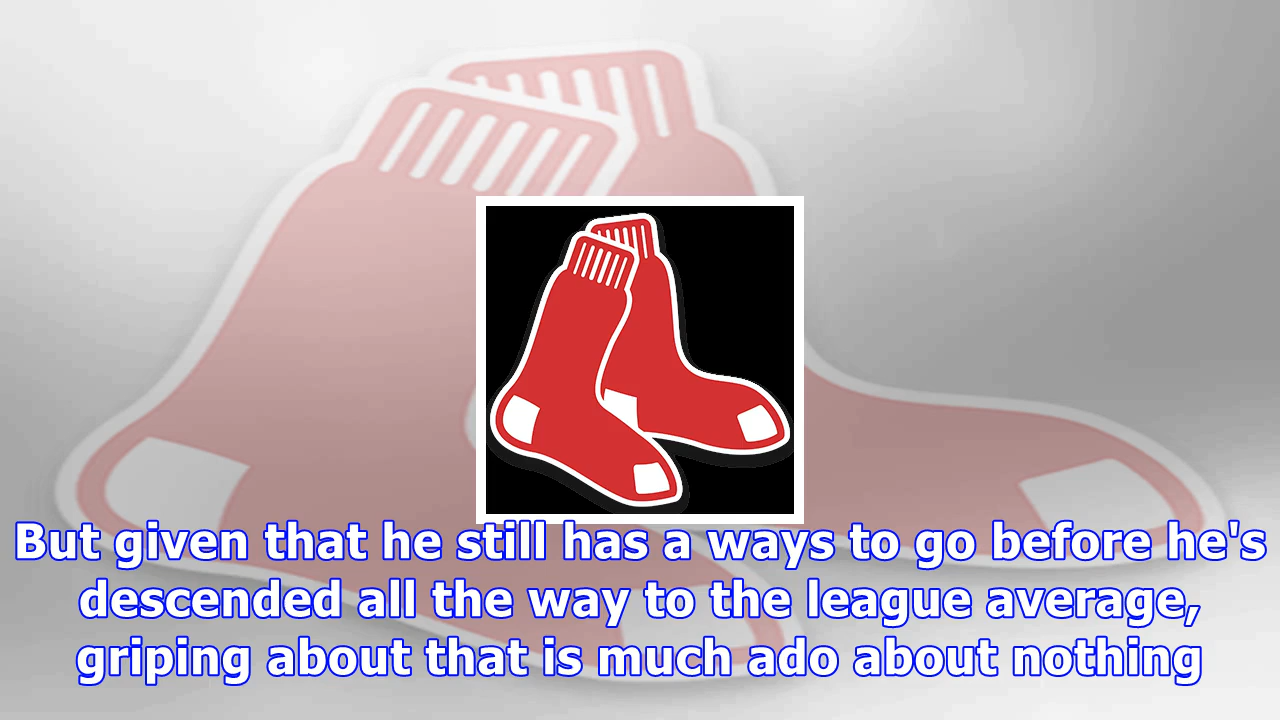 But given that he still has a ways to go before he's
descended all the way to the league average,
griping about that is much ado about nothing